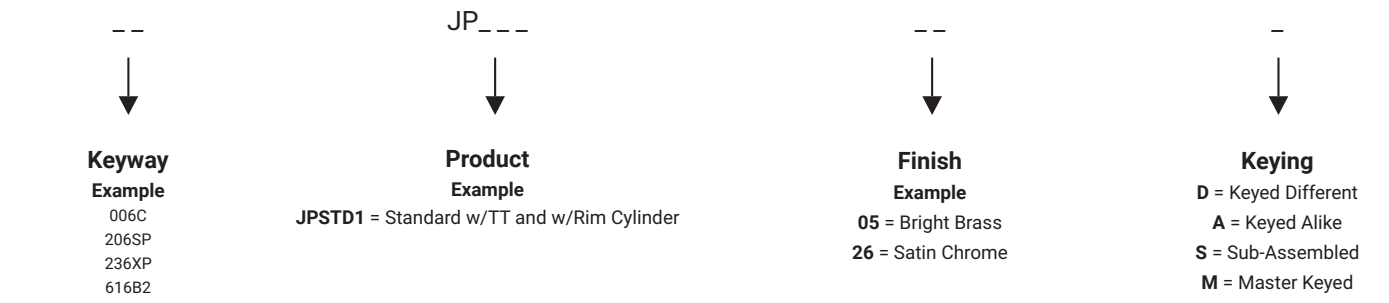 _ _
JP_ _ _
_ _
_
Keyway
Example
006C
206SP
236XP
616B2
Product
Example
JPSTD1 = Standard w/TT and w/Rim Cylinder
Finish
Example
05 = Bright Brass
26 = Satin Chrome
Keying
D = Keyed Different
A = Keyed Alike
S = Sub-Assembled
M = Master Keyed